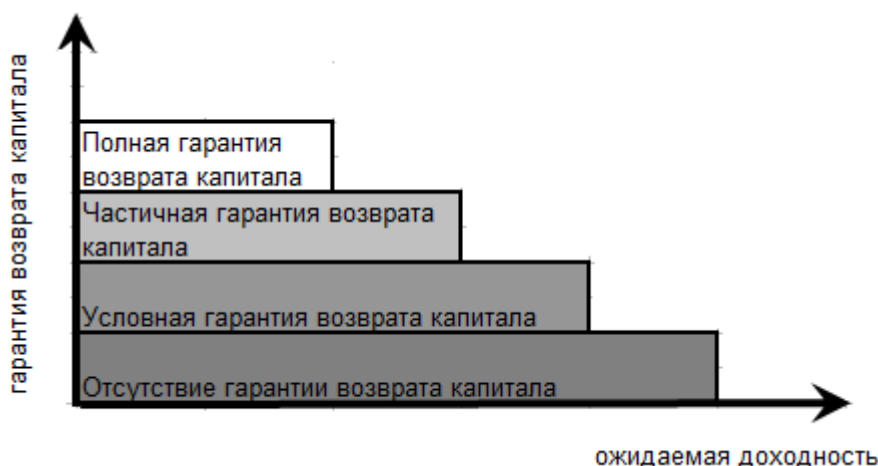 гарантия возврата капитала
Полная гарантия
возврата капитала
Частичная гарантия возврата
капитала
Условная гарантия возврата капитала
Отсутствие гарантии возврата капитала
ожидаемая доходность